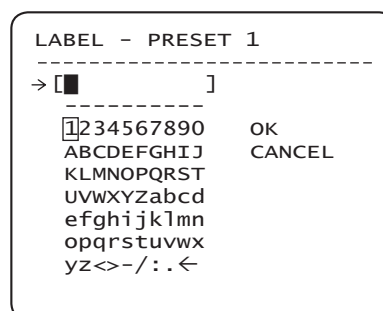 LABEL - PRESET 1
--------------------------
→[█          ]
-----------
1234567890 OK
ABCDEFGHIJ CANCEL
KLMNOPQRST
UVWXYZabcd
efghijklmn
opqrstuvwx
yz<>-/:.←